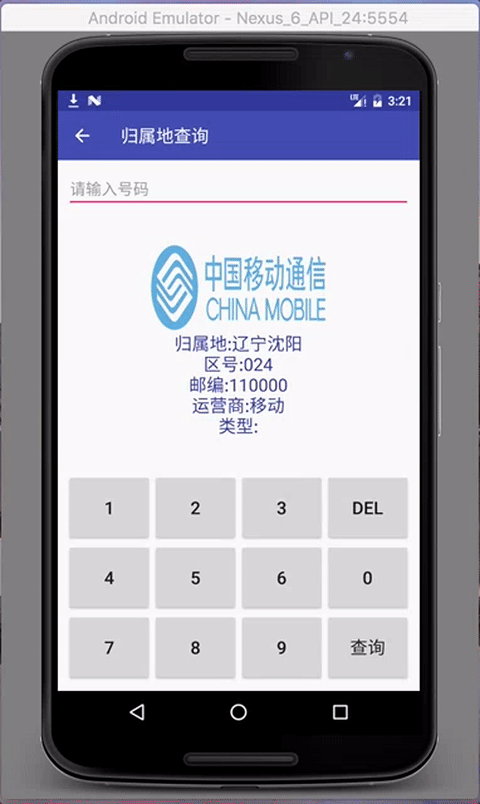 Android Emulator - Nexus_6_API_24:5554
LTE 3:21
归属地查询
请输入号码
中国移动通信
CHINA MOBILE
归属地:辽宁沈阳
区号:024
邮编:110000
运营商:移动
类型:
1 2 3 DEL
4 5 6 0
7 8 9 查询